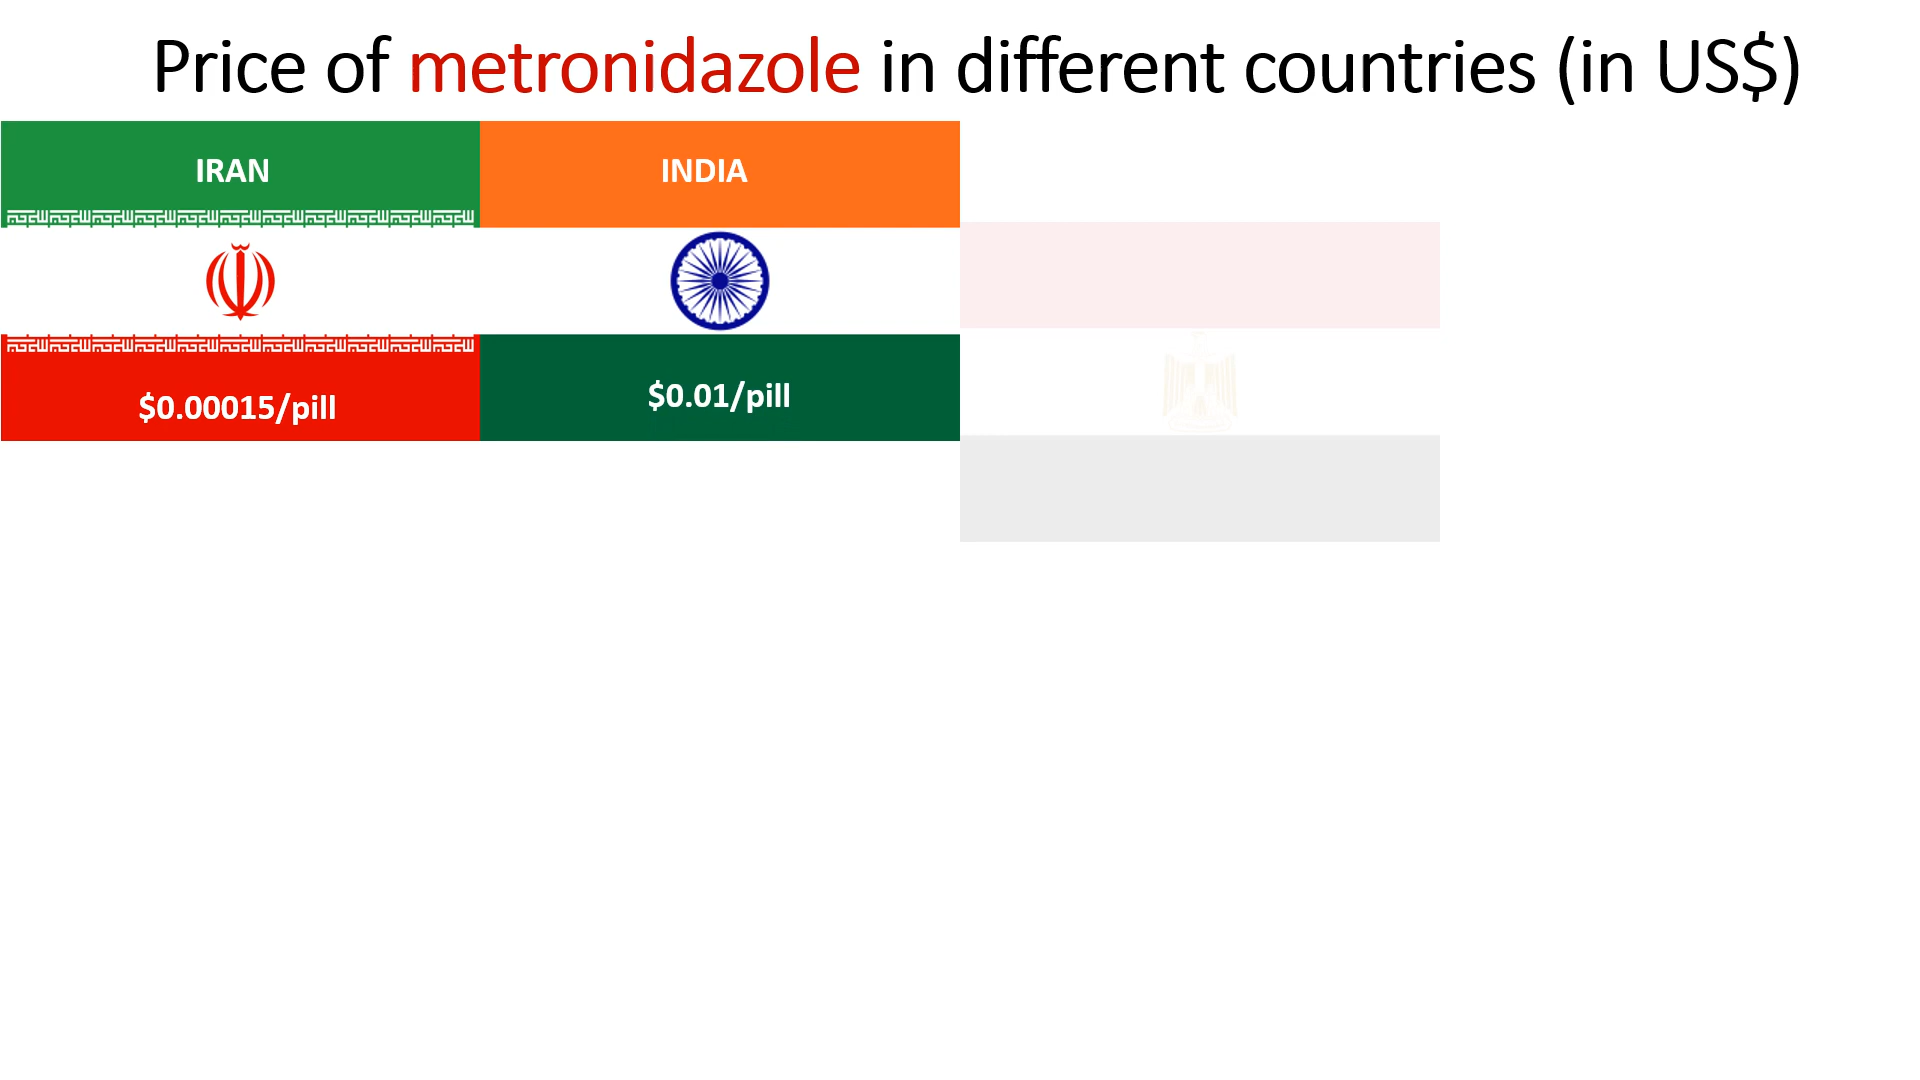 Price of metronidazole in different countries (in US$)
IRAN
INDIA
$0.00015/pill
$0.01/pill